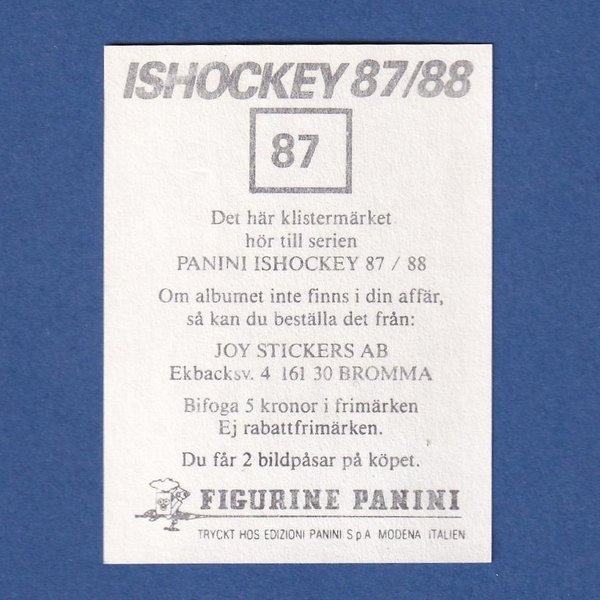 ISHOCKEY 87/88
87
Det här klistermärket
hör till serien
PANINI ISHOCKEY 87 / 88
Om albumet inte finns i din affär,
så kan du beställa det från:
JOY STICKERS AB
Ekbacksv. 4 161 30 BROMMA
Bifoga 5 kronor i frimärken
Ej rabattfrimärken.
Du får 2 bildpåsar på köpet.
FIGURINE PANINI
TRYCKT HOS EDIZIONI PANINI S p A MODENA ITALIEN